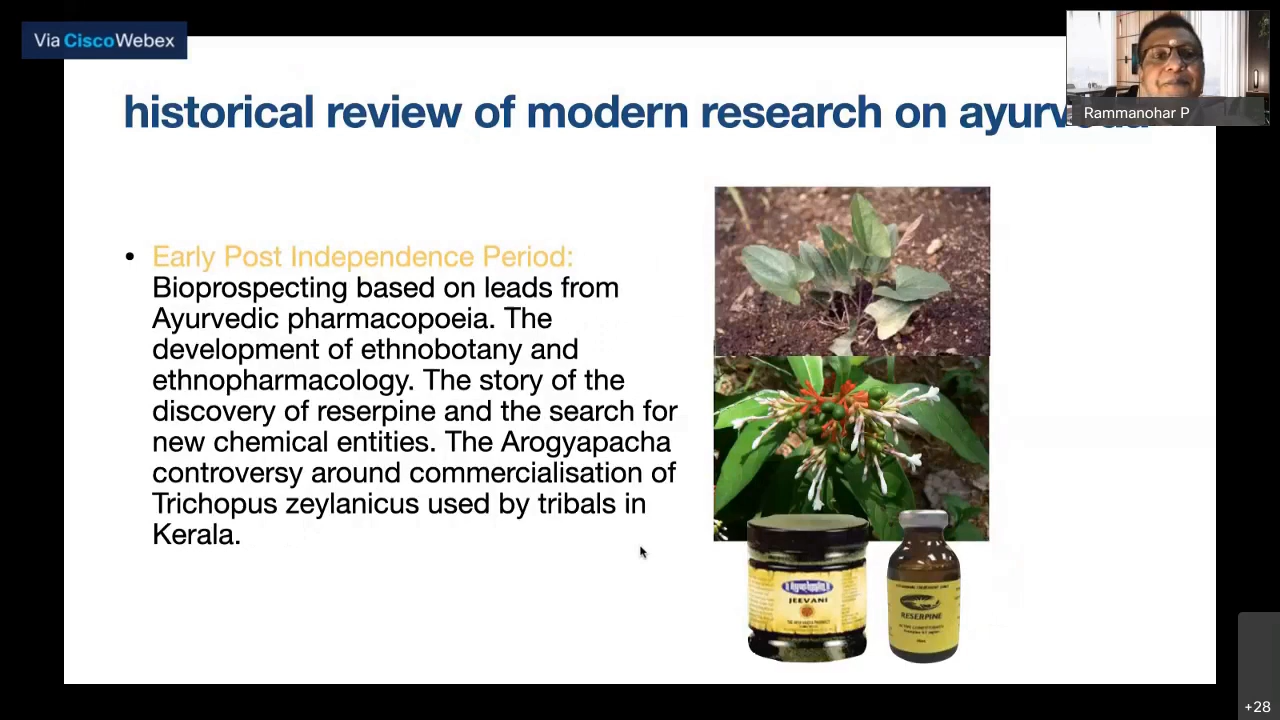 Via CiscoWebex
Rammanohar P
historical review of modern research on
• Early Post Independence Period:
Bioprospecting based on leads from
Ayurvedic pharmacopoeia. The
development of ethnobotany and
ethnopharmacology. The story of the
discovery of reserpine and the search for
new chemical entities. The Arogyapacha
controversy around commercialisation of
Trichopus zeylanicus used by tribals in
Kerala.
JEEVANI
RESERPINE
+28